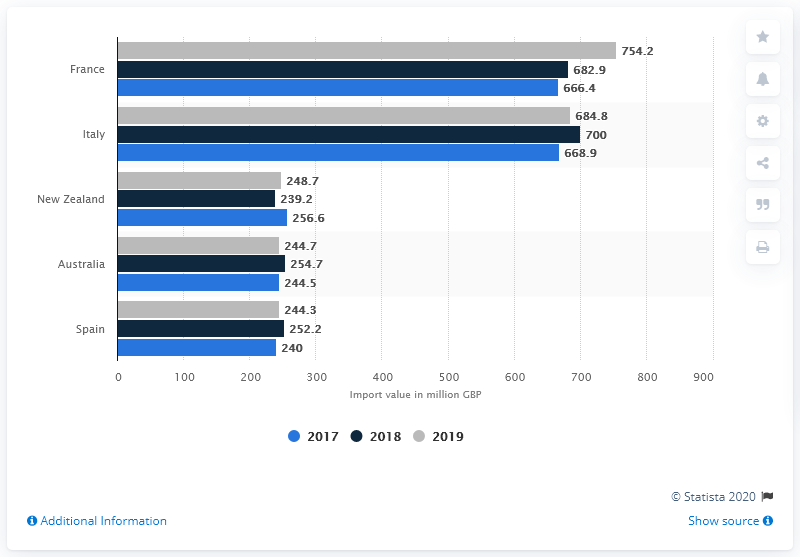 France
754.2
682.9
666.4
Italy
684.8
700
668.9
New Zealand
248.7
239.2
256.6
Australia
244.7
254.7
244.5
Spain
244.3
252.2
240
0 100 200 300 400 500 600 700 800 900
Import value in million GBP
2017 2018 2019
© Statista 2020
Additional Information
Show source